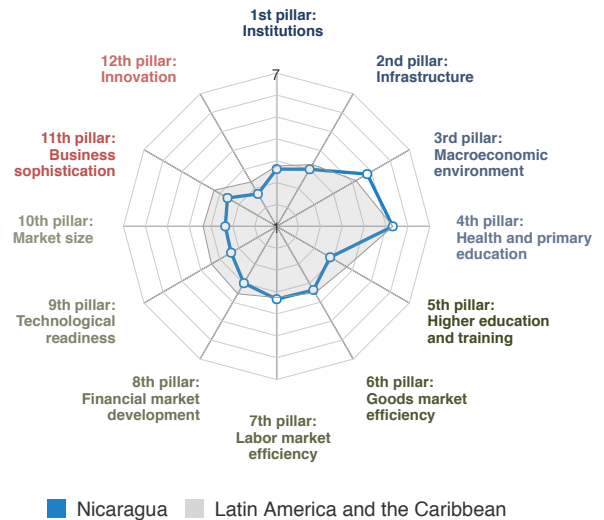 1st pillar:
Institutions
2nd pillar:
Infrastructure
3rd pillar:
Macroeconomic
environment
4th pillar:
Health and primary
education
5th pillar:
Higher education
and training
6th pillar:
Goods market
efficiency
7th pillar:
Labor market
efficiency
8th pillar:
Financial market
development
9th pillar:
Technological
readiness
10th pillar:
Market size
11th pillar:
Business
sophistication
12th pillar:
Innovation
7
1
Nicaragua
Latin America and the Caribbean